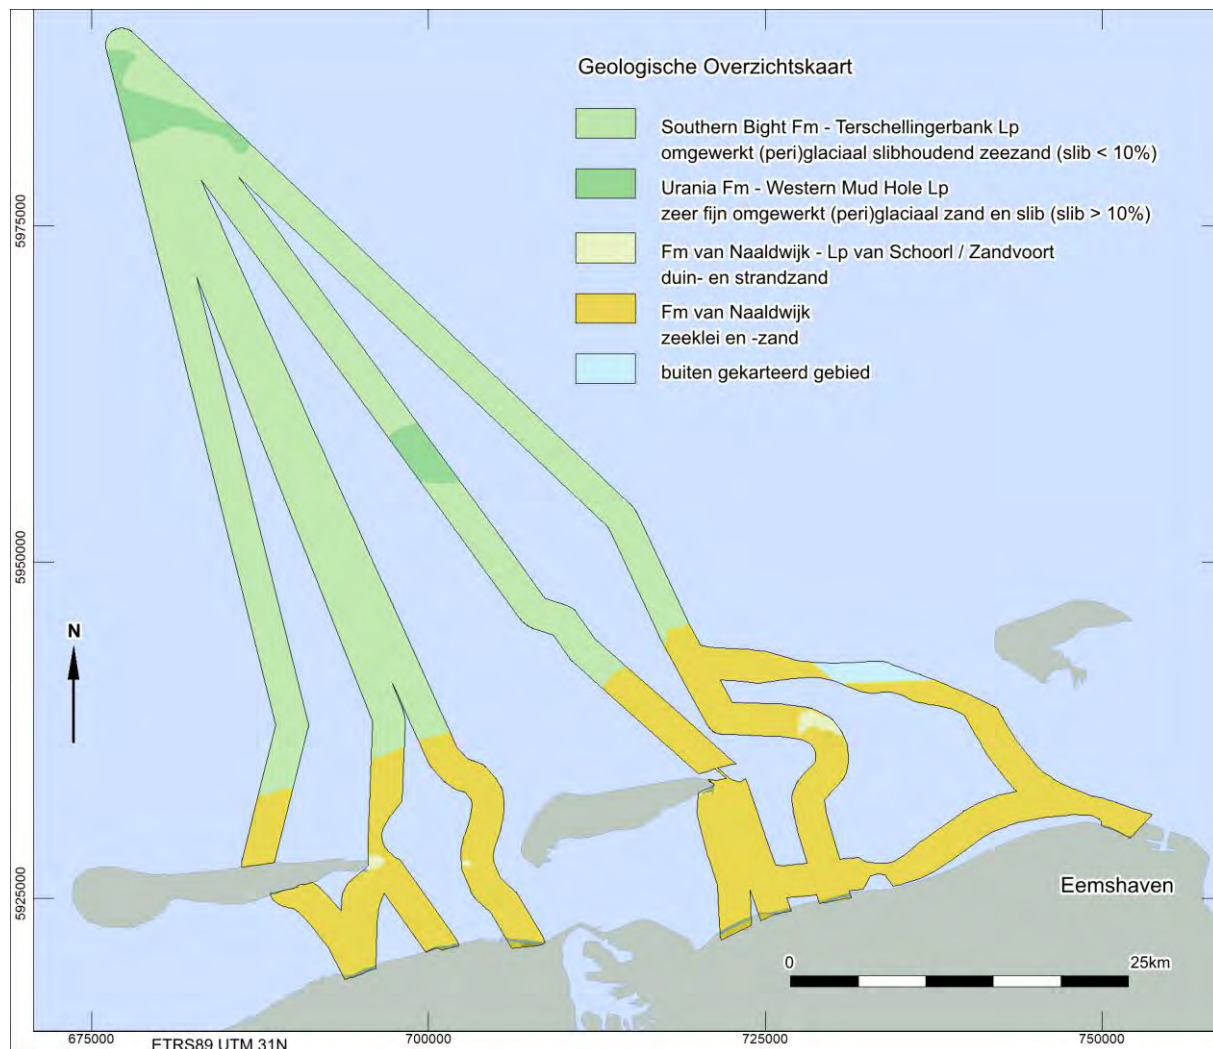 Geologische Overzichtskaart
Southern Bight Fm - Terschellingerbank Lp
omgewerkt (peri)glaciaal slibhoudend zeezand (slib < 10%)
Urania Fm - Western Mud Hole Lp
zeer fijn omgewerkt (peri)glaciaal zand en slib (slib > 10%)
Fm van Naaldwijk - Lp van Schoorl / Zandvoort
duin- en strandzand
Fm van Naaldwijk
zeeklei en -zand
buiten gekarteerd gebied
5975000
5950000
N
5925000
Eemshaven
0
25km
675000
700000
725000
750000
ETRS89 UTM 31N